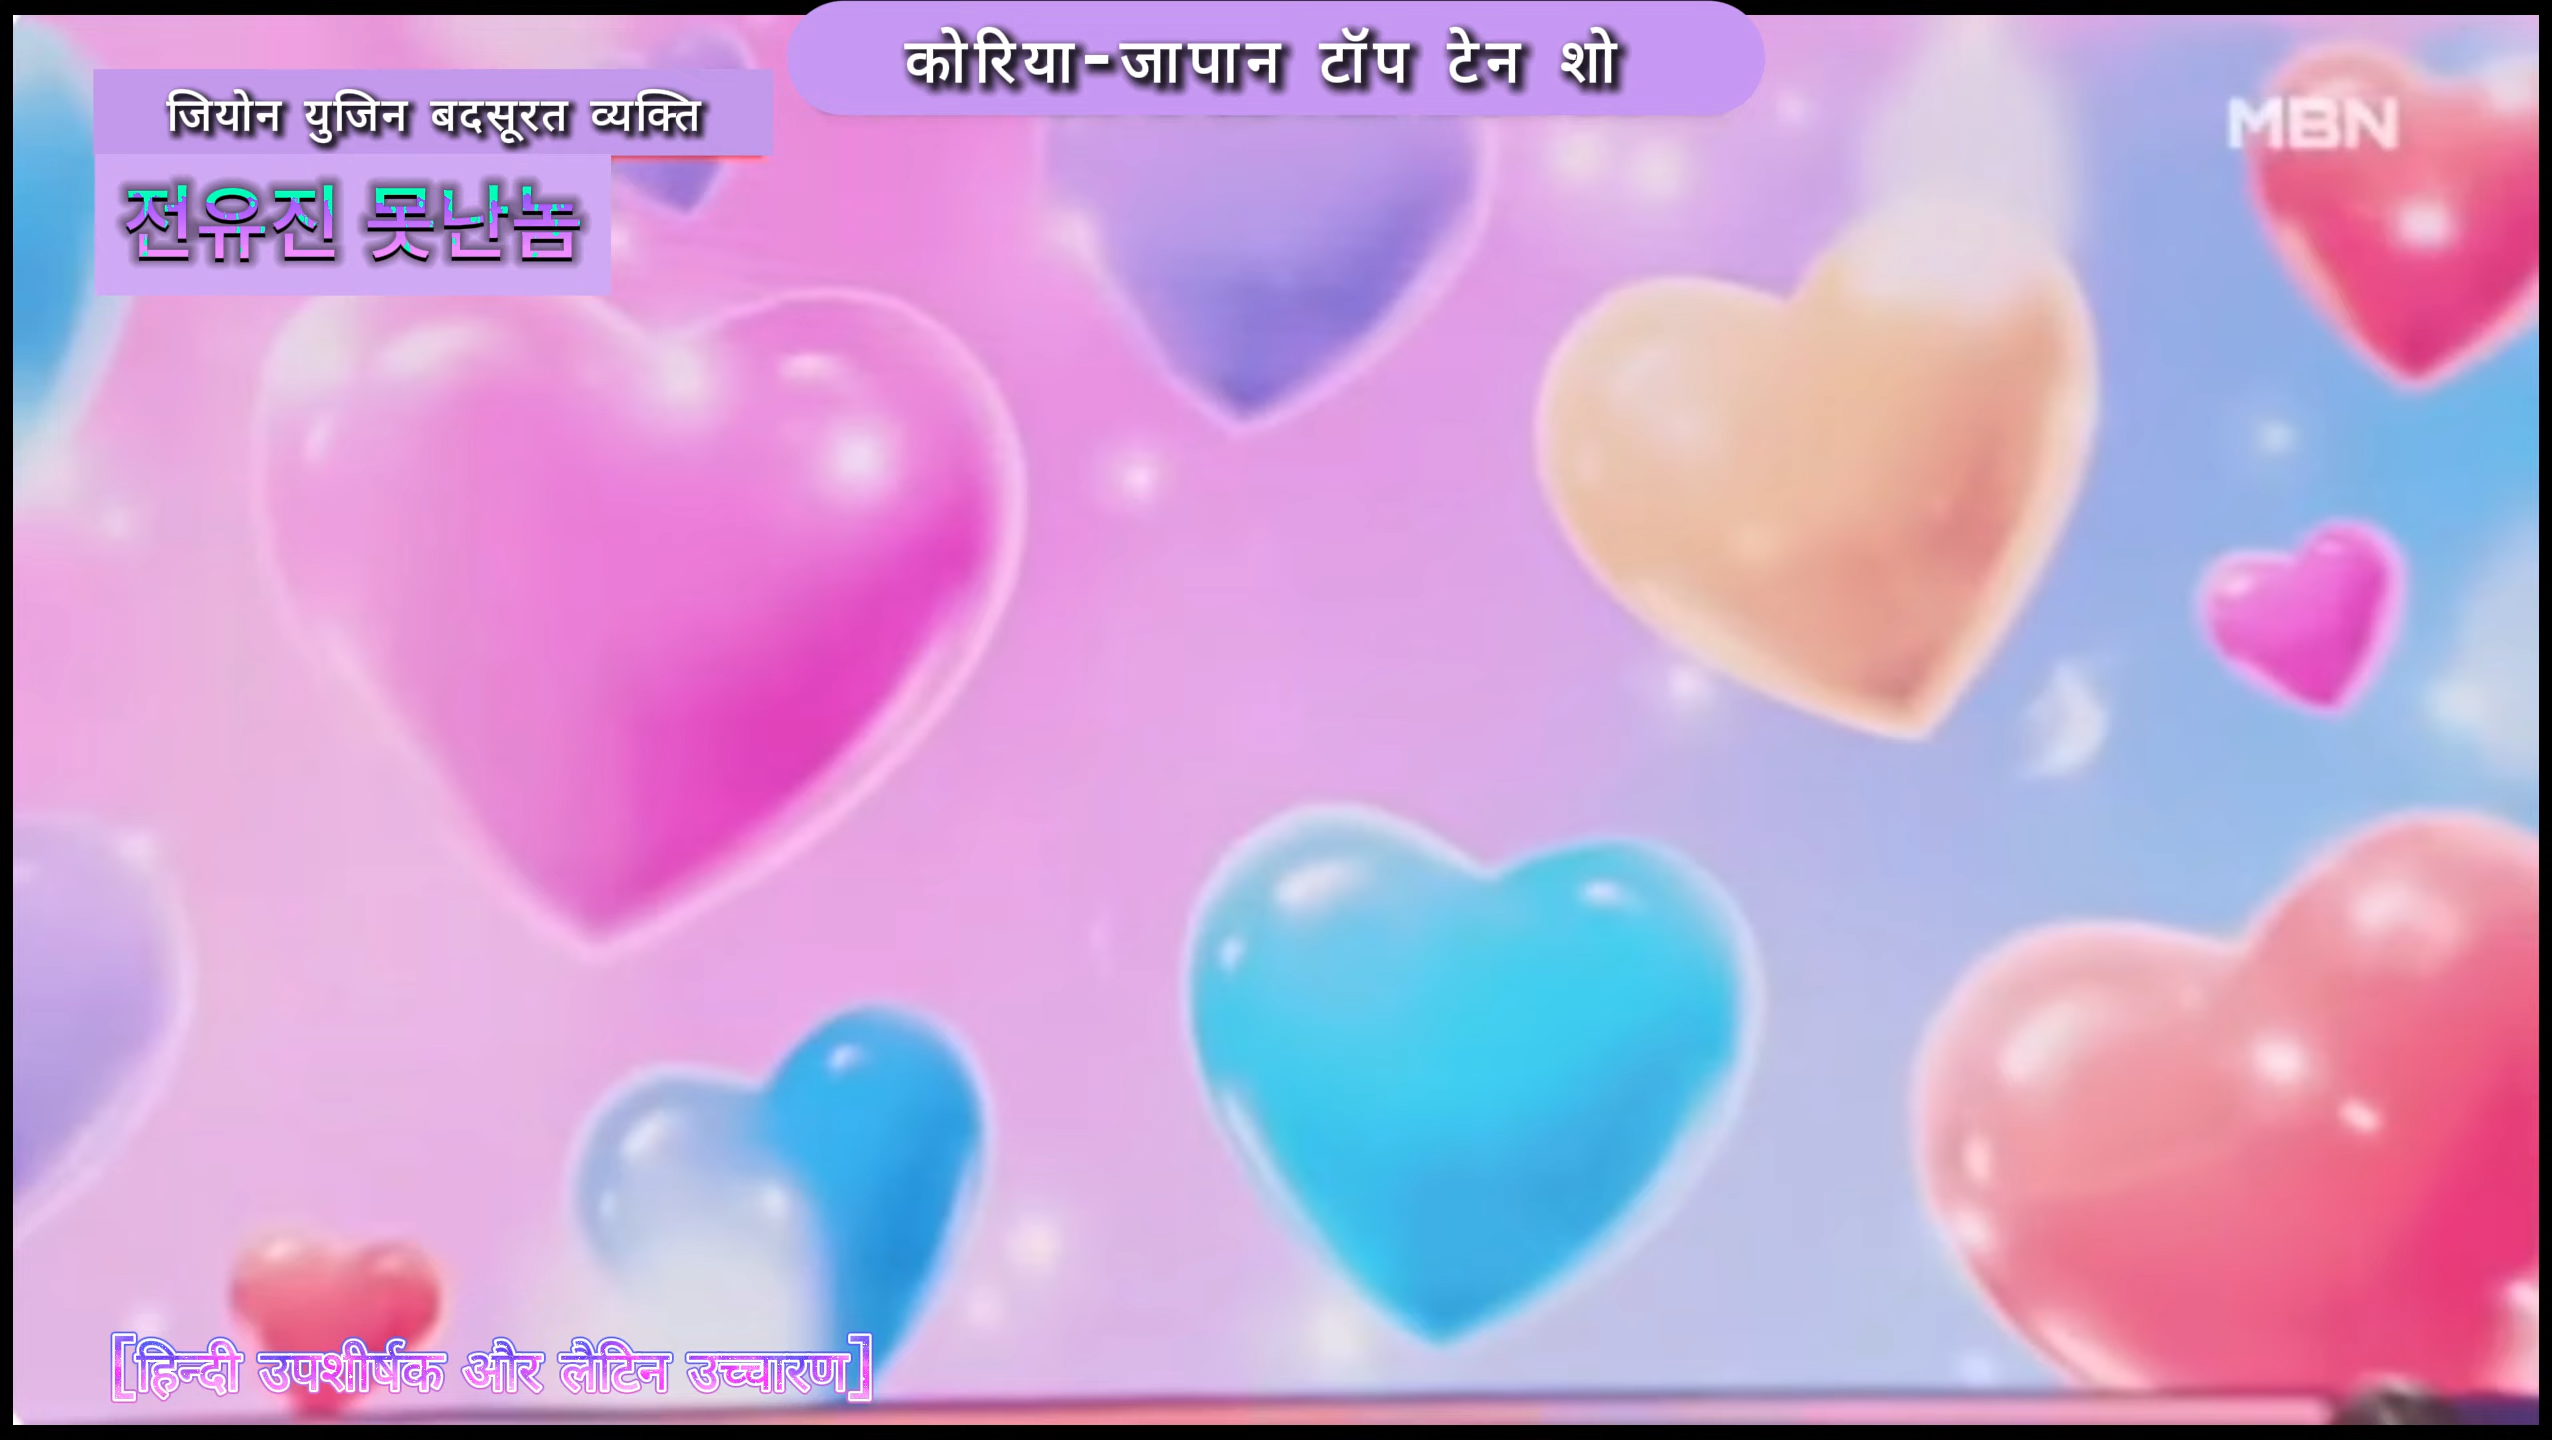 कोरिया-जापान टॉप टेन शो
जियोन युजिन बदसूरत व्यक्ति
전유진 못난놈
MBN
[हिन्दी उपशीर्षक और लैटिन उच्चारण]